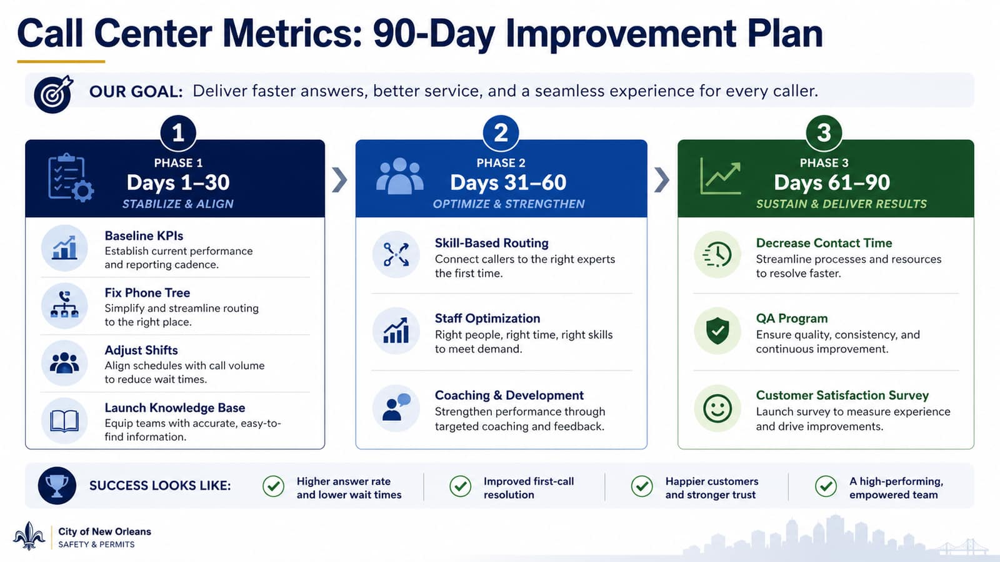 Call Center Metrics: 90-Day Improvement Plan
OUR GOAL: Deliver faster answers, better service, and a seamless experience for every caller.
1
PHASE 1
Days 1–30
STABILIZE & ALIGN
Baseline KPIs
Establish current performance
and reporting cadence.
Fix Phone Tree
Simplify and streamline routing
to the right place.
Adjust Shifts
Align schedules with call volume
to reduce wait times.
Launch Knowledge Base
Equip teams with accurate, easy-to-
find information.
2
PHASE 2
Days 31–60
OPTIMIZE & STRENGTHEN
Skill-Based Routing
Connect callers to the right experts
the first time.
Staff Optimization
Right people, right time, right skills
to meet demand.
Coaching & Development
Strengthen performance through
targeted coaching and feedback.
3
PHASE 3
Days 61–90
SUSTAIN & DELIVER RESULTS
Decrease Contact Time
Streamline processes and resources
to resolve faster.
QA Program
Ensure quality, consistency, and
continuous improvement.
Customer Satisfaction Survey
Launch survey to measure experience
and drive improvements.
SUCCESS LOOKS LIKE:
Higher answer rate
and lower wait times
Improved first-call
resolution
Happier customers
and stronger trust
A high-performing,
empowered team
City of New Orleans
SAFETY & PERMITS